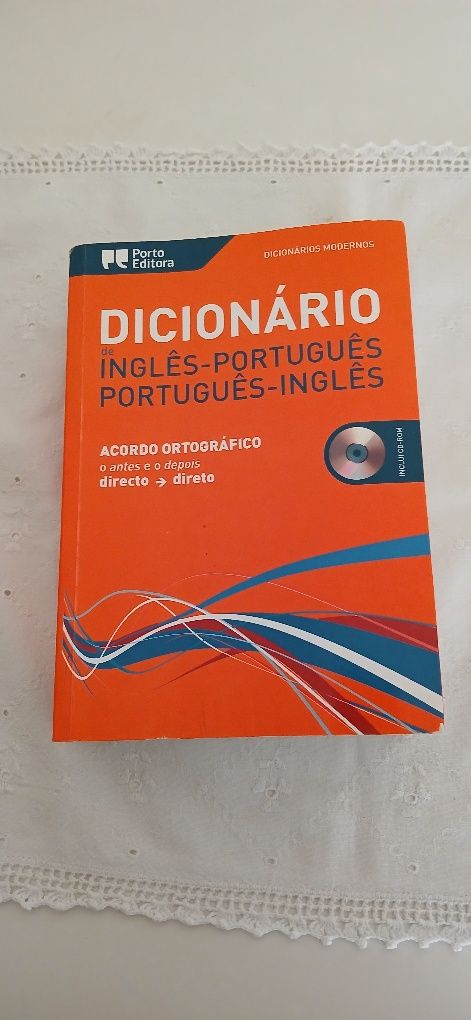 Porto
Editora
DICIONÁRIOS MODERNOS
DICIONÁRIO
de
INGLÊS-PORTUGUÊS
PORTUGUÊS-INGLÊS
ACORDO ORTOGRÁFICO
o antes e o depois
directo → direto
INCLUI CD-ROM